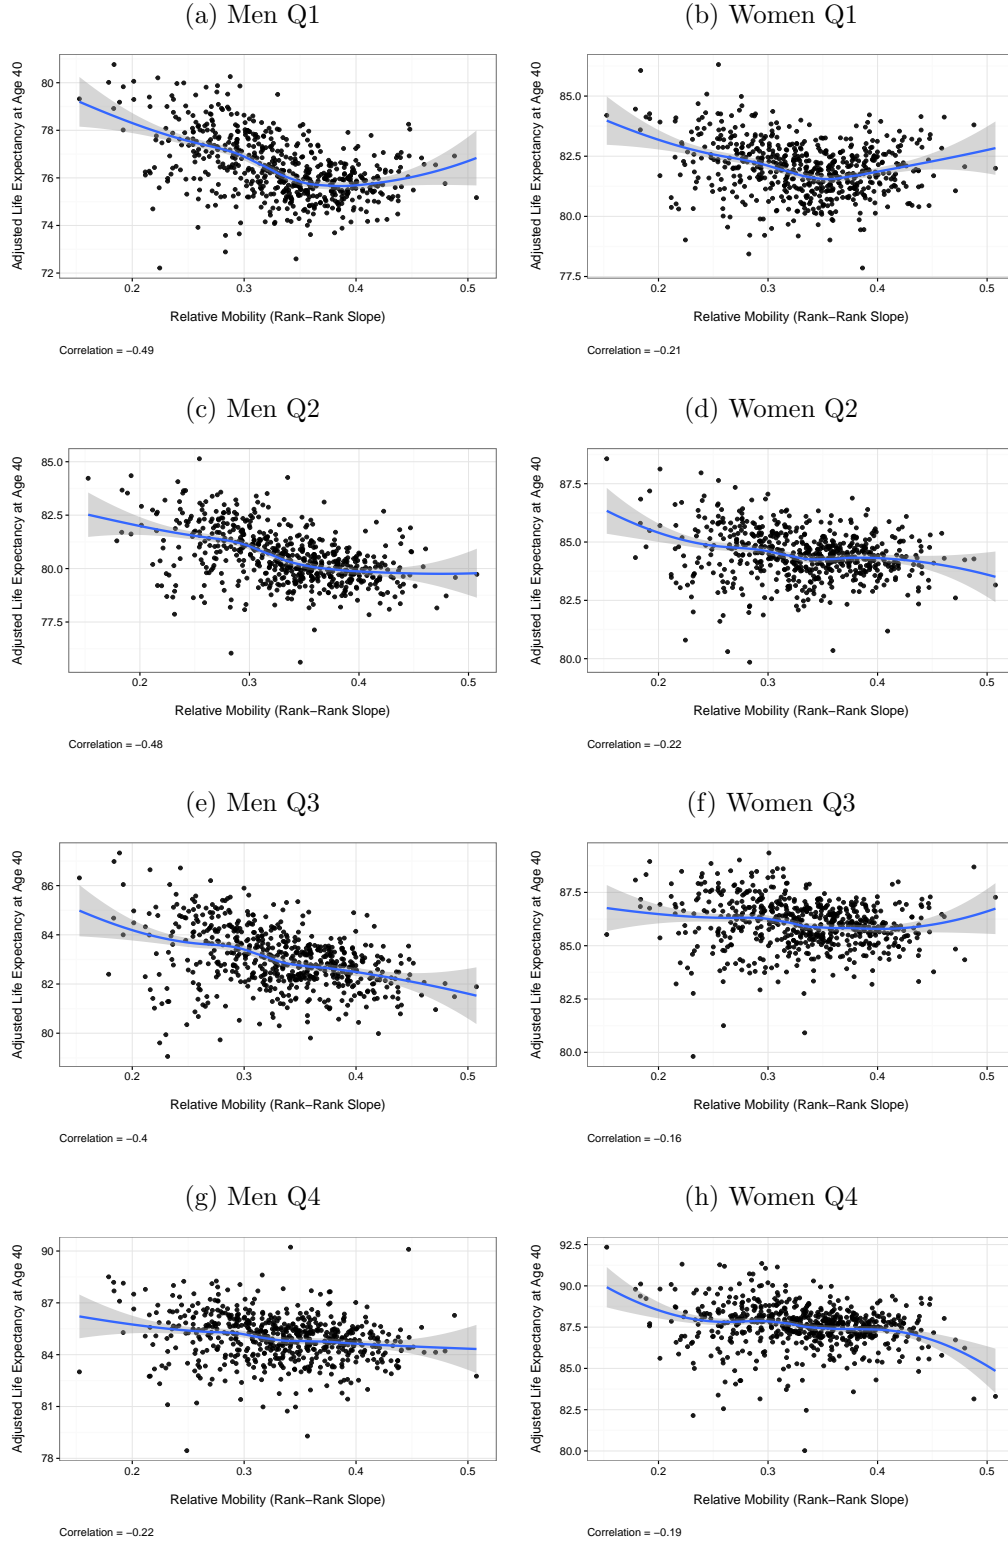 (a) Men Q1
(b) Women Q1
Adjusted Life Expectancy at Age 40
80
78
76
74
72
0.2 0.3 0.4 0.5
Relative Mobility (Rank−Rank Slope)
Correlation = −0.49
Adjusted Life Expectancy at Age 40
85.0
82.5
80.0
77.5
0.2 0.3 0.4 0.5
Relative Mobility (Rank−Rank Slope)
Correlation = −0.21
(c) Men Q2
(d) Women Q2
Adjusted Life Expectancy at Age 40
85.0
82.5
80.0
77.5
0.2 0.3 0.4 0.5
Relative Mobility (Rank−Rank Slope)
Correlation = −0.48
Adjusted Life Expectancy at Age 40
87.5
85.0
82.5
80.0
0.2 0.3 0.4 0.5
Relative Mobility (Rank−Rank Slope)
Correlation = −0.22
(e) Men Q3
(f) Women Q3
Adjusted Life Expectancy at Age 40
86
84
82
80
0.2 0.3 0.4 0.5
Relative Mobility (Rank−Rank Slope)
Correlation = −0.4
Adjusted Life Expectancy at Age 40
87.5
85.0
82.5
80.0
0.2 0.3 0.4 0.5
Relative Mobility (Rank−Rank Slope)
Correlation = −0.16
(g) Men Q4
(h) Women Q4
Adjusted Life Expectancy at Age 40
90
87
84
78
0.2 0.3 0.4 0.5
Relative Mobility (Rank−Rank Slope)
Correlation = −0.22
Adjusted Life Expectancy at Age 40
92.5
90.0
87.5
85.0
82.5
80.0
0.2 0.3 0.4 0.5
Relative Mobility (Rank−Rank Slope)
Correlation = −0.19